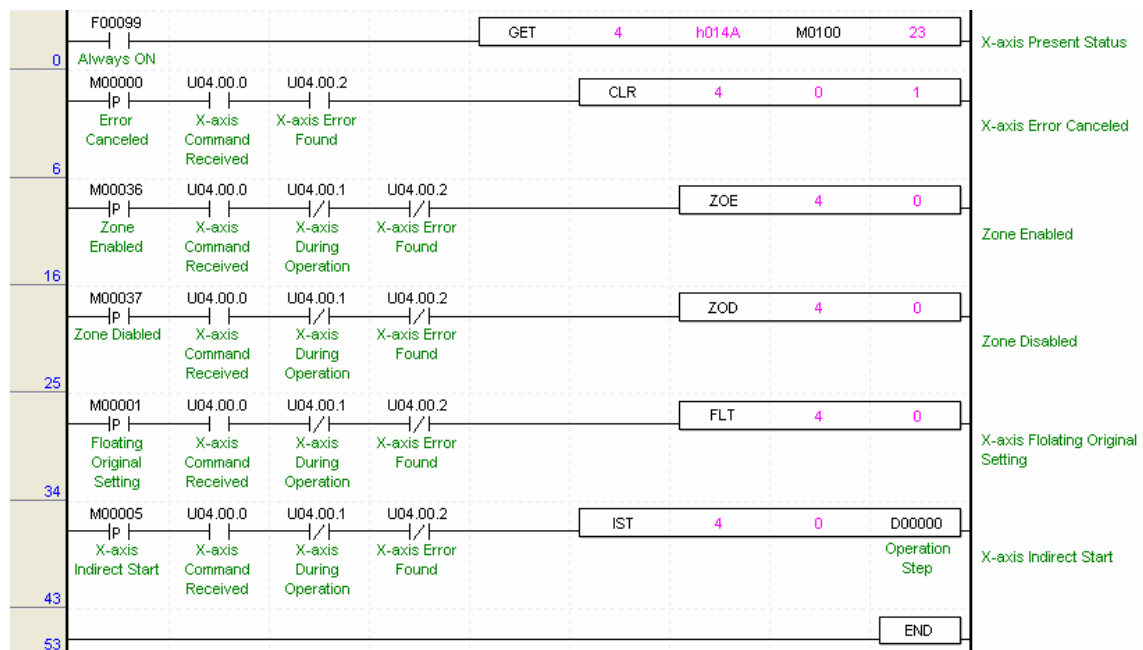 F00099
GET 4 h014A M0100 23
X-axis Present Status
0 Always ON
M00000 U04.00.0 U04.00.2
P
CLR 4 0 1
Error X-axis X-axis Error
Canceled Command Found
Received
X-axis Error Canceled
6
M00036 U04.00.0 U04.00.1 U04.00.2
P
ZOE 4 0
Zone X-axis X-axis X-axis Error
Enabled Command During Found
Received Operation
Zone Enabled
16
M00037 U04.00.0 U04.00.1 U04.00.2
P
ZOD 4 0
Zone Diabled X-axis X-axis X-axis Error
Command During Found
Received Operation
Zone Disabled
25
M00001 U04.00.0 U04.00.1 U04.00.2
P
FLT 4 0
Floating X-axis X-axis X-axis Error
Original Command During Found
Setting Received Operation
X-axis Flolating Original
Setting
34
M00005 U04.00.0 U04.00.1 U04.00.2
P
IST 4 0 D00000
X-axis X-axis X-axis X-axis Error Operation
Indirect Start Command During Found Step
Received Operation
X-axis Indirect Start
43
END
53